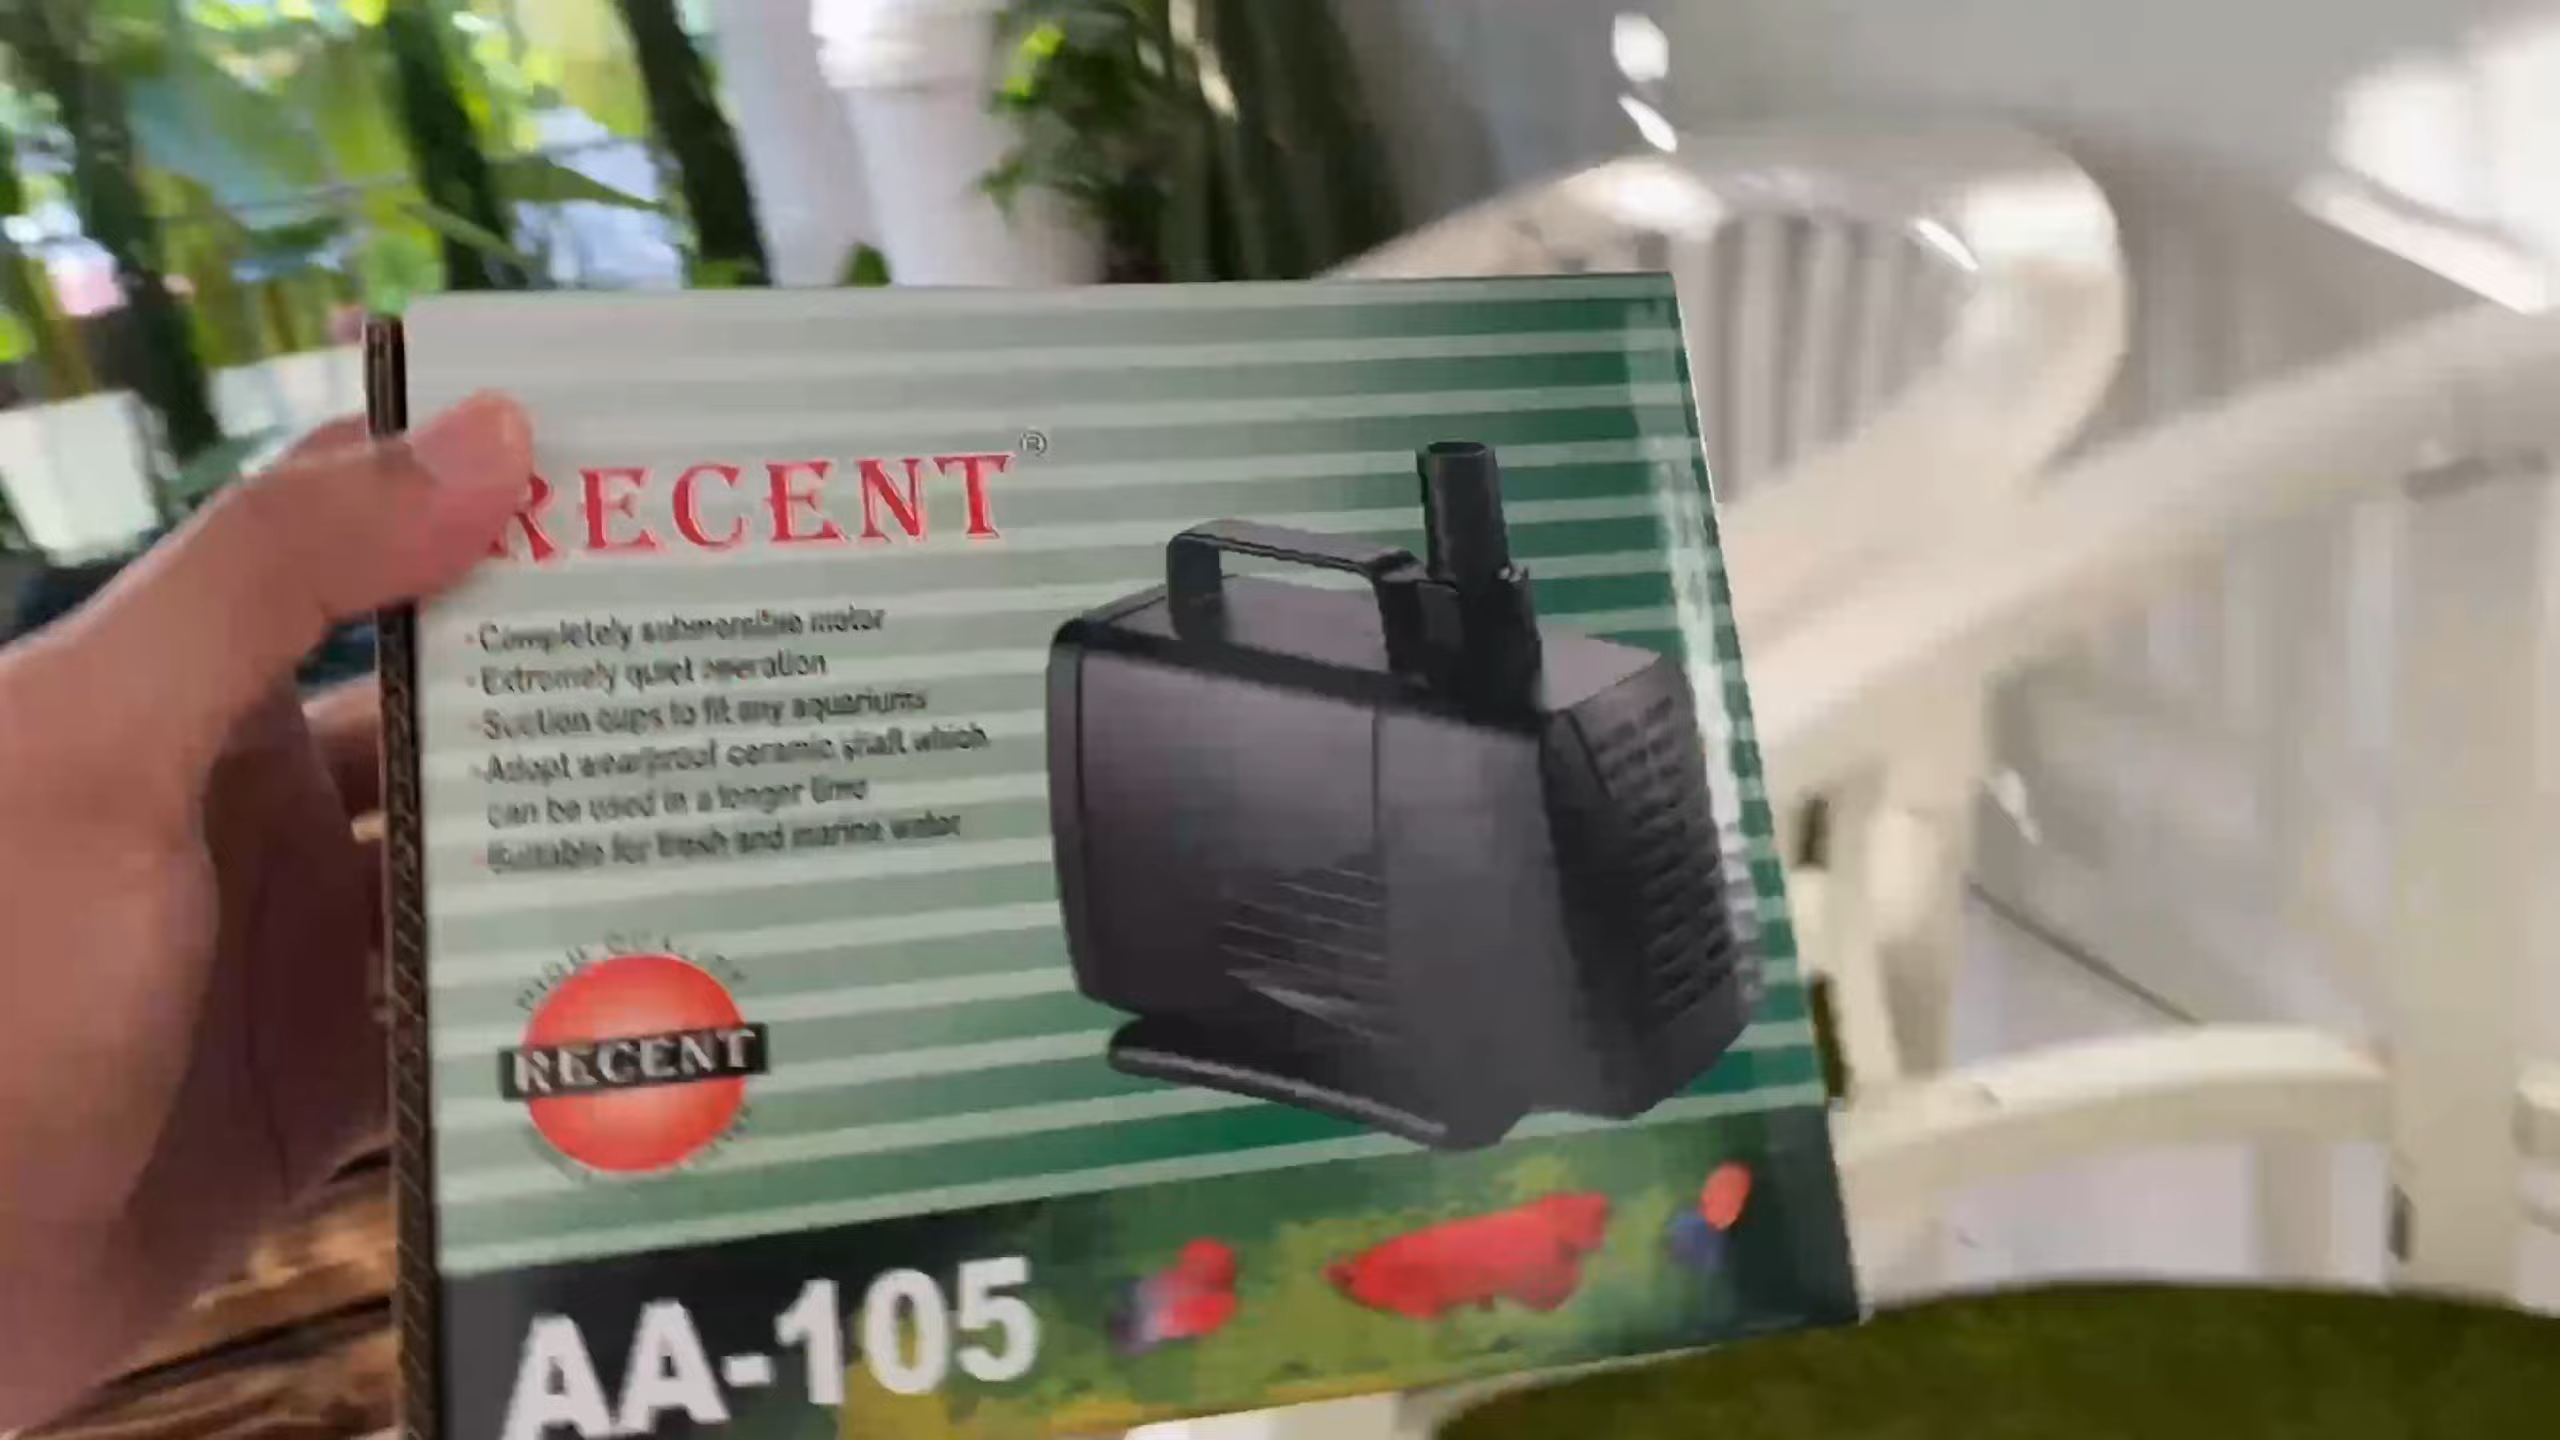 RECENT®
·Completely submersible motor
·Extremely quiet operation
·Suction cups to fit any aquariums
·Adopt wearproof ceramic shaft which
can be used in a longer time
·Suitable for fresh and marine water
RECENT
AA-105